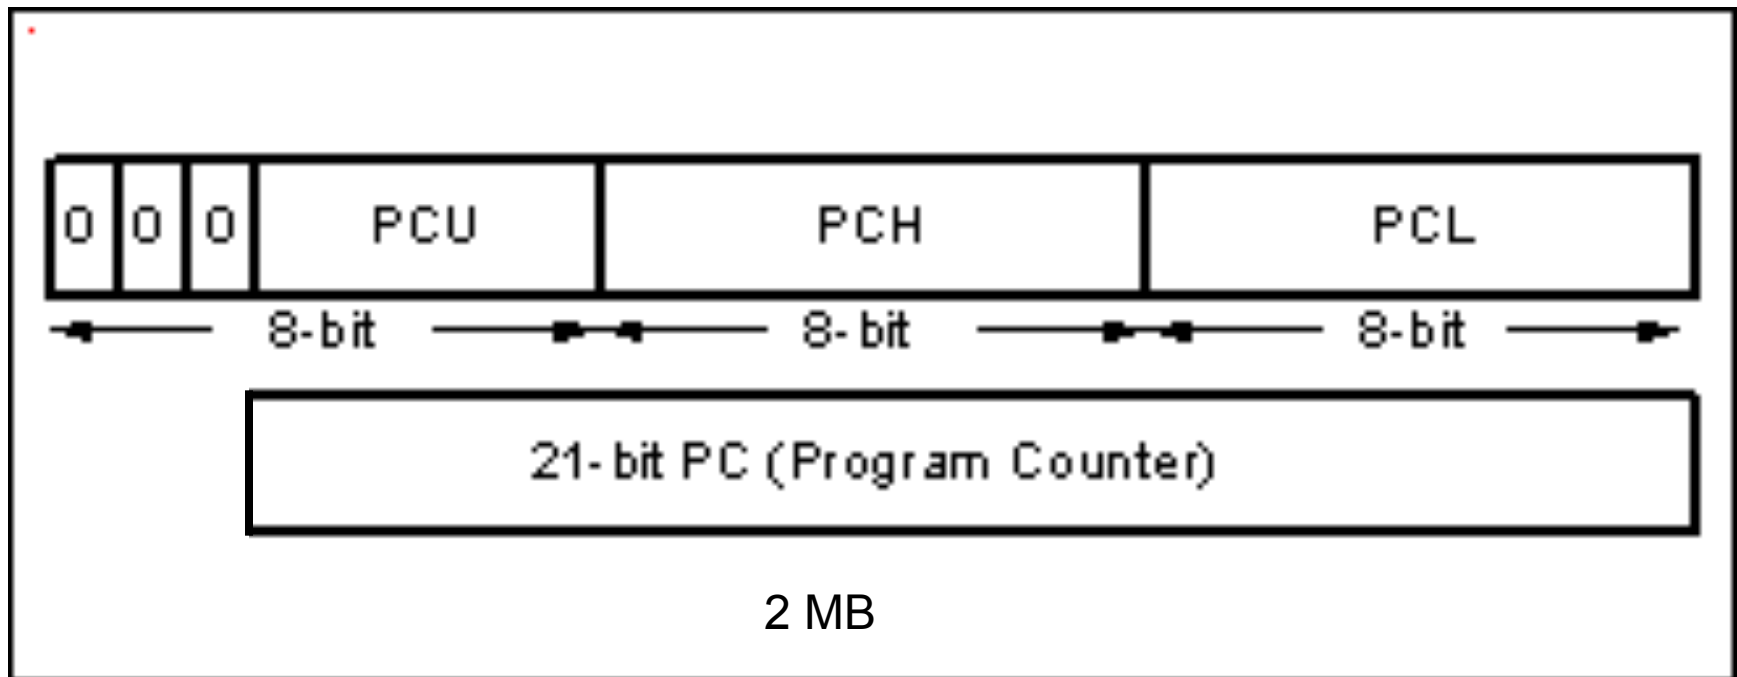 0 0 0 PCU PCH PCL
8-bit 8-bit 8-bit
21-bit PC (Program Counter)
2 MB